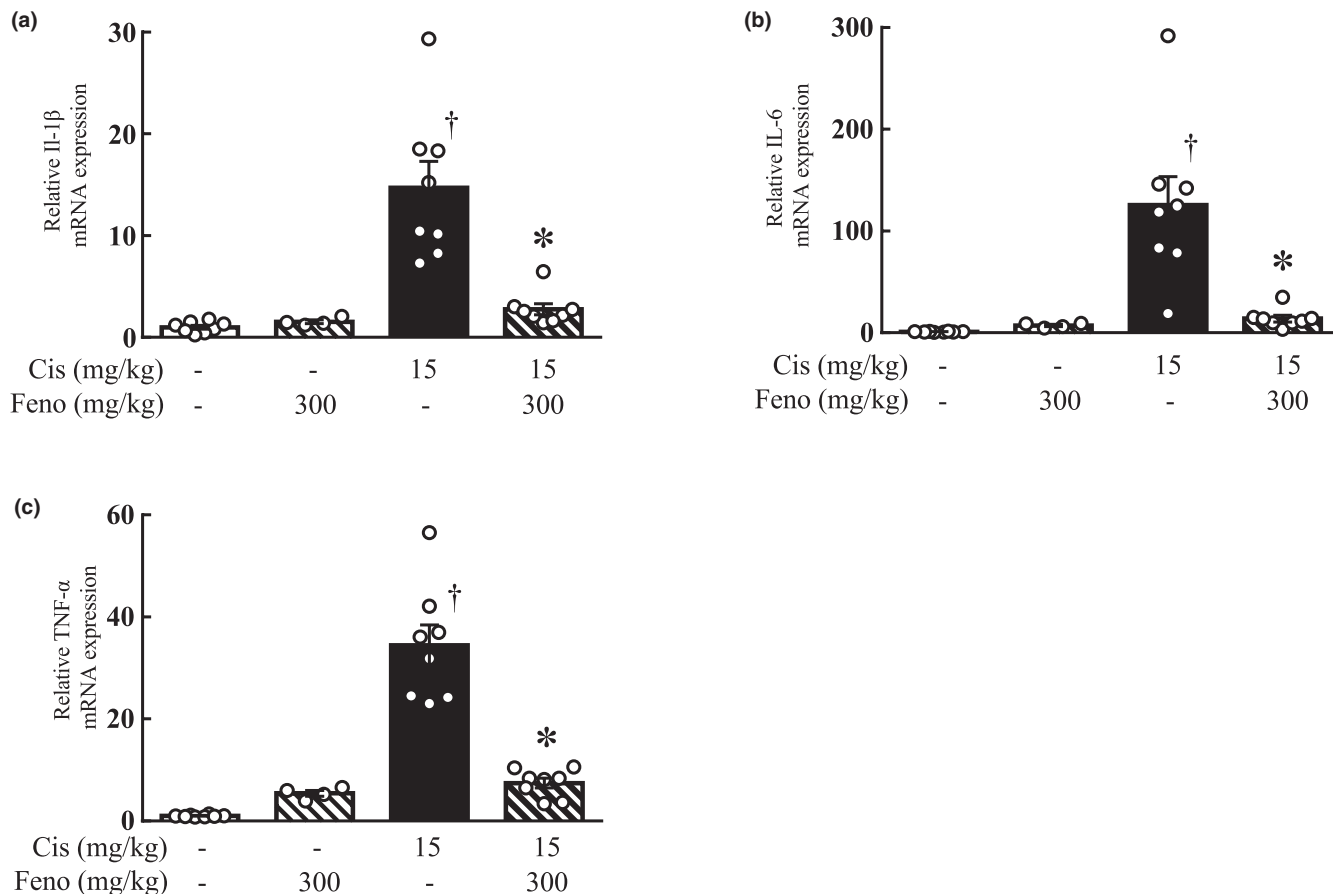 (a)
Relative Il-1β
mRNA expression
30
20
10
0
†
*
Cis (mg/kg) - - 15 15
Feno (mg/kg) - 300 - 300
(b)
Relative IL-6
mRNA expression
300
200
100
0
†
*
Cis (mg/kg) - - 15 15
Feno (mg/kg) - 300 - 300
(c)
Relative TNF-α
mRNA expression
60
40
20
0
†
*
Cis (mg/kg) - - 15 15
Feno (mg/kg) - 300 - 300